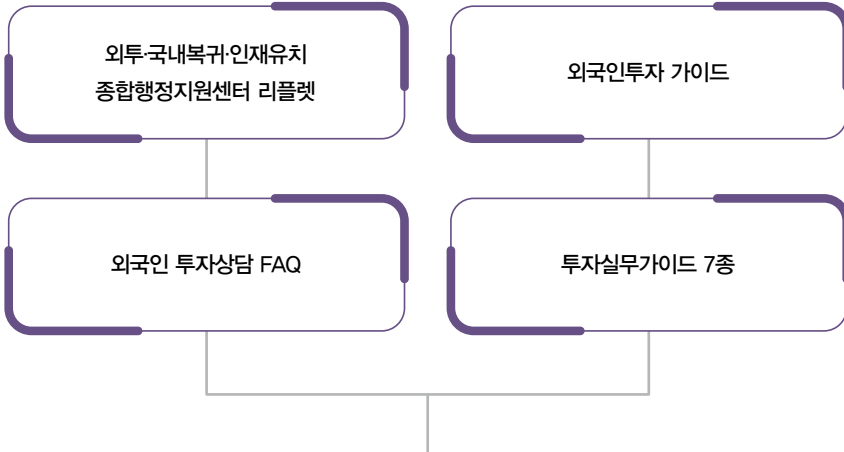 외투·국내복귀·인재유치
종합행정지원센터 리플렛
외국인투자 가이드
외국인 투자상담 FAQ
투자실무가이드 7종